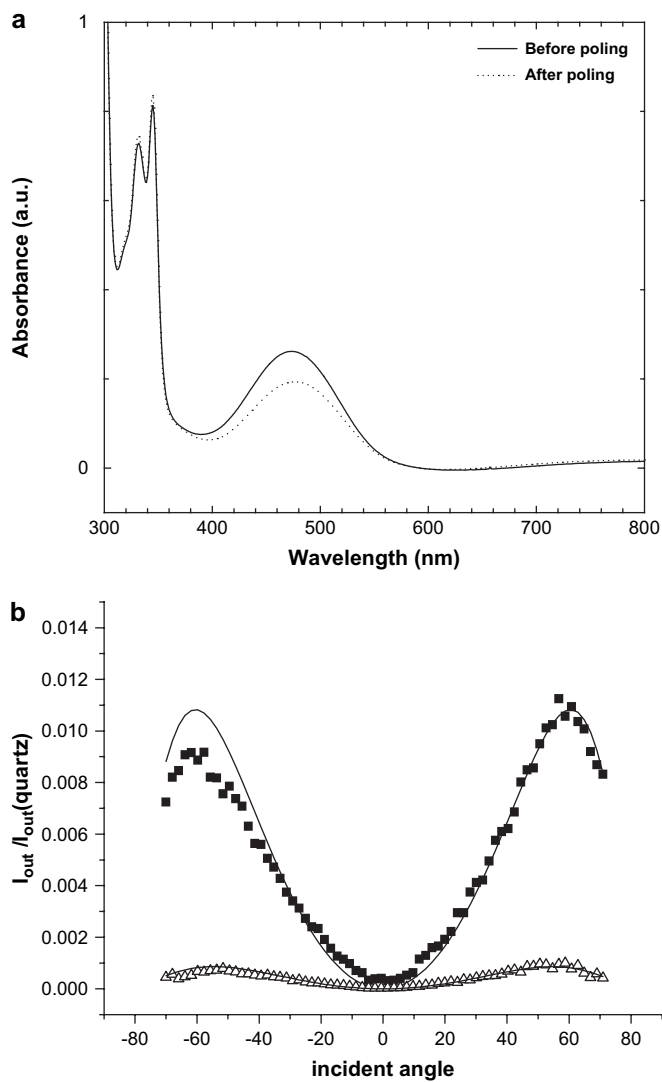 a
1
Before poling
After poling
Absorbance (a.u.)
0
300 400 500 600 700 800
Wavelength (nm)
b
0.014
0.012
0.010
0.008
0.006
0.004
0.002
0.000
I_out /I_out(quartz)
-80 -60 -40 -20 0 20 40 60 80
incident angle